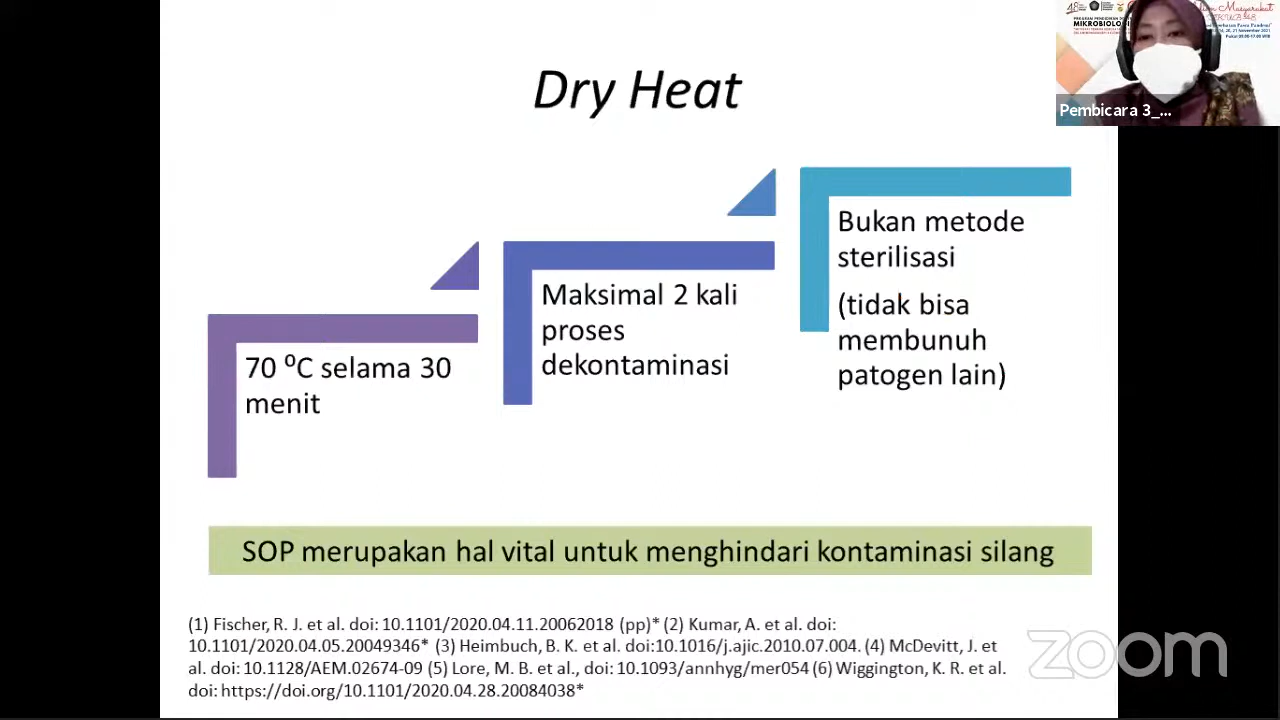 Dry Heat
70 ⁰C selama 30
menit
Maksimal 2 kali
proses
dekontaminasi
Bukan metode
sterilisasi
(tidak bisa
membunuh
patogen lain)
SOP merupakan hal vital untuk menghindari kontaminasi silang
(1) Fischer, R. J. et al. doi: 10.1101/2020.04.11.20062018 (pp)* (2) Kumar, A. et al. doi:
10.1101/2020.04.05.20049346* (3) Heimbuch, B. K. et al. doi:10.1016/j.ajic.2010.07.004. (4) McDevitt, J. et
al. doi: 10.1128/AEM.02674-09 (5) Lore, M. B. et al., doi: 10.1093/annhyg/mer054 (6) Wiggington, K. R. et al.
doi: https://doi.org/10.1101/2020.04.28.20084038*
Pembicara 3_...
zoom